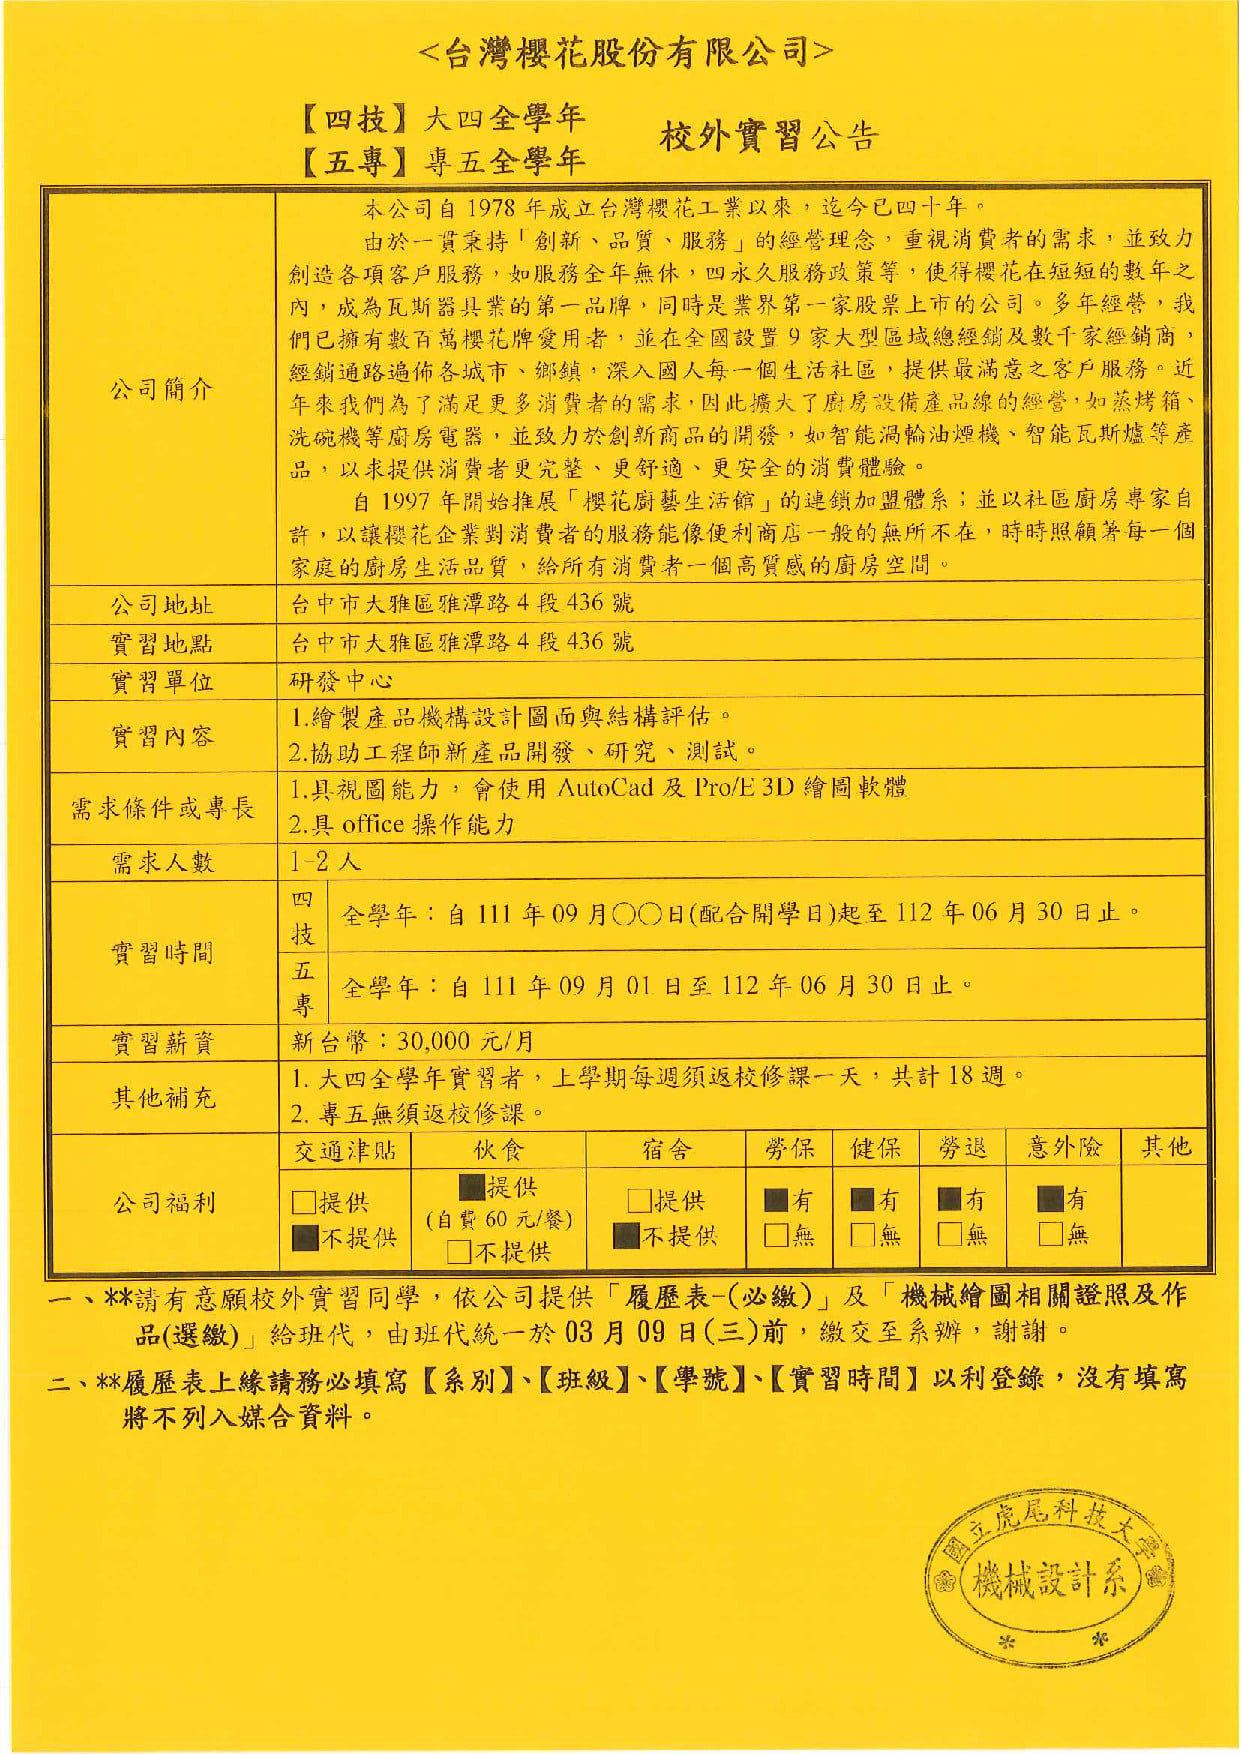 <台灣櫻花股份有限公司>
【四技】大四全學年
【五專】專五全學年
校外實習公告
公司簡介
本公司自 1978 年成立台灣櫻花工業以來，迄今已四十年。
由於一貫秉持「創新、品質、服務」的經營理念，重視消費者的需求，並致力
創造各項客戶服務，如服務全年無休，四永久服務政策等，使得櫻花在短短的數年之
內，成為瓦斯器具業的第一品牌，同時是業界第一家股票上市的公司。多年經營，我
們已擁有數百萬櫻花牌愛用者，並在全國設置 9 家大型區域總經銷及數千家經銷商，
經銷通路遍佈各城市、鄉鎮，深入國人每一個生活社區，提供最滿意之客戶服務。近
年來我們為了滿足更多消費者的需求，因此擴大了廚房設備產品線的經營，如蒸烤箱、
洗碗機等廚房電器，並致力於創新商品的開發，如智能渦輪油煙機、智能瓦斯爐等產
品，以求提供消費者更完整、更舒適、更安全的消費體驗。
自 1997 年開始推展「櫻花廚藝生活館」的連鎖加盟體系；並以社區廚房專家自
許，以讓櫻花企業對消費者的服務能像便利商店一般的無所不在，時時照顧著每一個
家庭的廚房生活品質，給所有消費者一個高質感的廚房空間。
公司地址 台中市大雅區雅潭路 4 段 436 號
實習地點 台中市大雅區雅潭路 4 段 436 號
實習單位 研發中心
實習內容
1.繪製產品機構設計圖面與結構評估。
2.協助工程師新產品開發、研究、測試。
需求條件或專長
1.具視圖能力，會使用 AutoCad 及 Pro/E 3D 繪圖軟體
2.具 office 操作能力
需求人數 1-2 人
實習時間
四技 全學年：自 111 年 09 月〇〇日(配合開學日)起至 112 年 06 月 30 日止。
五專 全學年：自 111 年 09 月 01 日至 112 年 06 月 30 日止。
實習薪資 新台幣：30,000 元/月
其他補充
1. 大四全學年實習者，上學期每週須返校修課一天，共計 18 週。
2. 專五無須返校修課。
公司福利
交通津貼 伙食 宿舍 勞保 健保 勞退 意外險 其他
□提供 ■提供 □提供 ■有 ■有 ■有 ■有
(自費 60 元/餐)
■不提供 □不提供 ■不提供 □無 □無 □無 □無
一、**請有意願校外實習同學，依公司提供「履歷表-(必繳)」及「機械繪圖相關證照及作
品(選繳)」給班代，由班代統一於 03 月 09 日(三)前，繳交至系辦，謝謝。
二、**履歷表上緣請務必填寫【系別】、【班級】、【學號】、【實習時間】以利登錄，沒有填寫
將不列入媒合資料。
國立虎尾科技大學
機械設計系